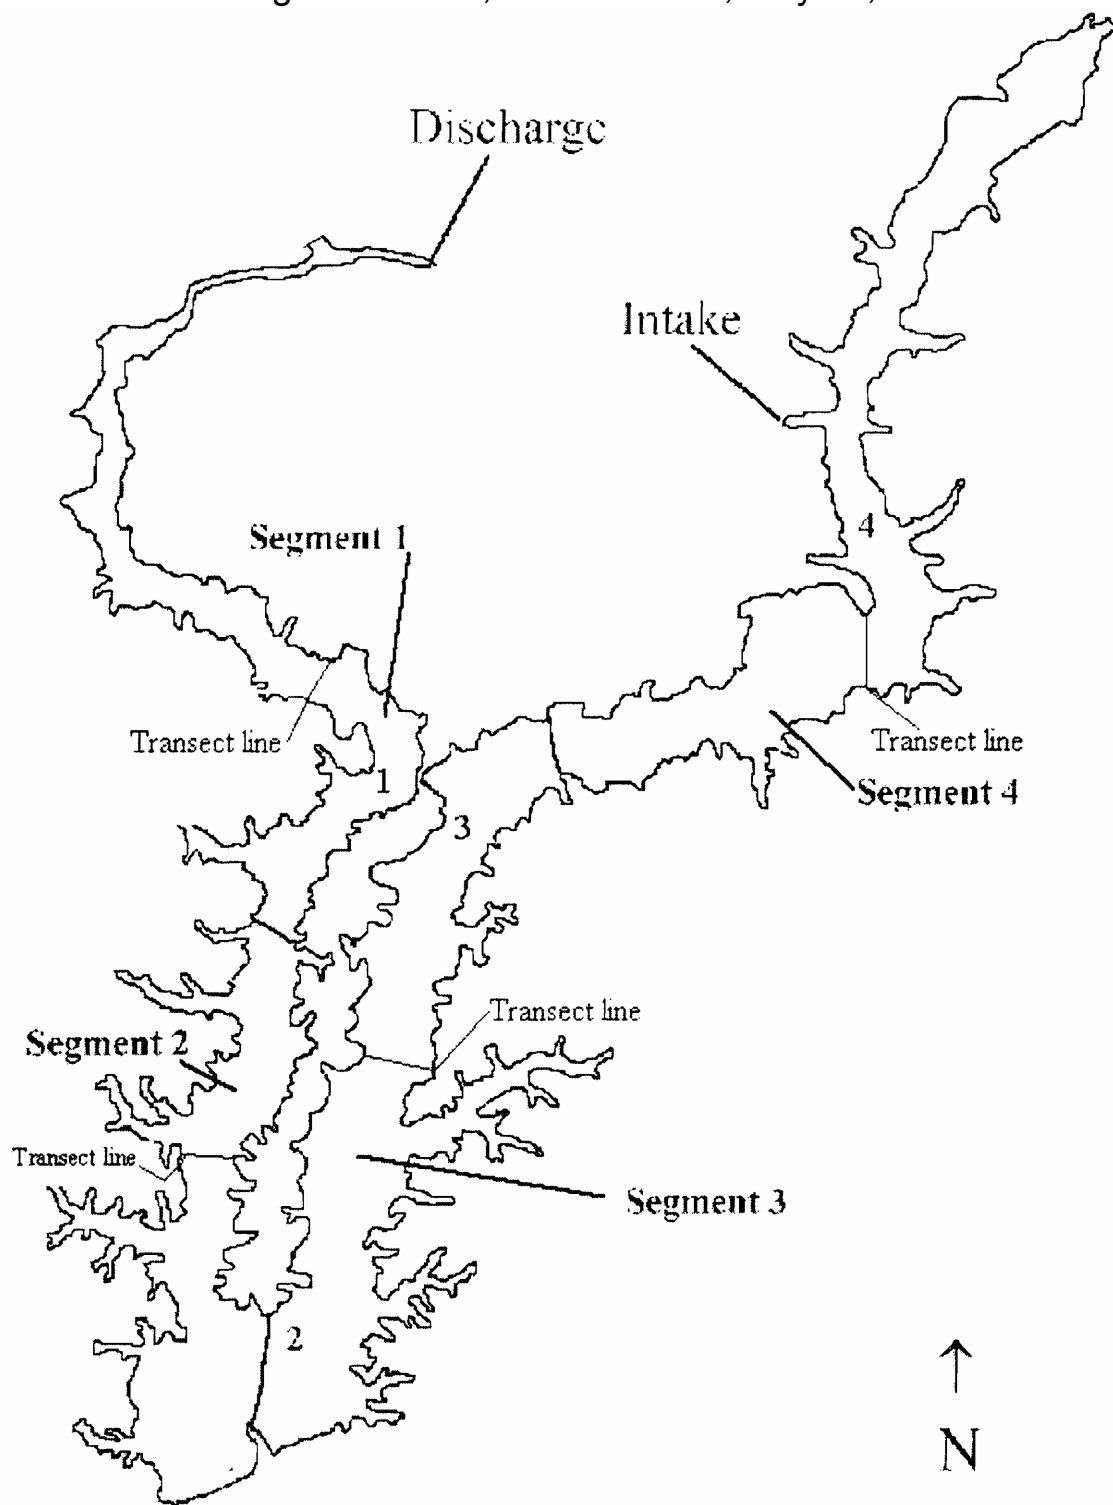 Discharge
Intake
4
Segment 1
Transect line
Transect line
1
Segment 4
3
Transect line
Segment 2
Transect line
Segment 3
2
N